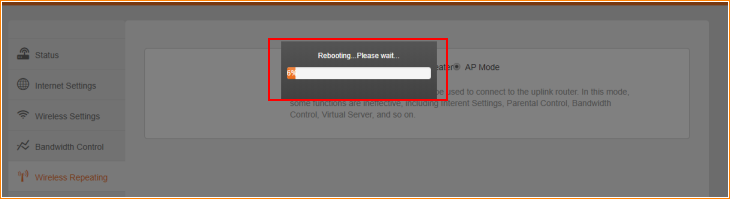 Status
Internet Settings
Wireless Settings
Bandwidth Control
Wireless Repeating
Rebooting...Please wait...
6%
AP Mode
be used to connect to the uplink router. In this mode,
some functions are ineffective, including Interent Settings, Parental Control, Bandwidth
Control, Virtual Server, and so on.